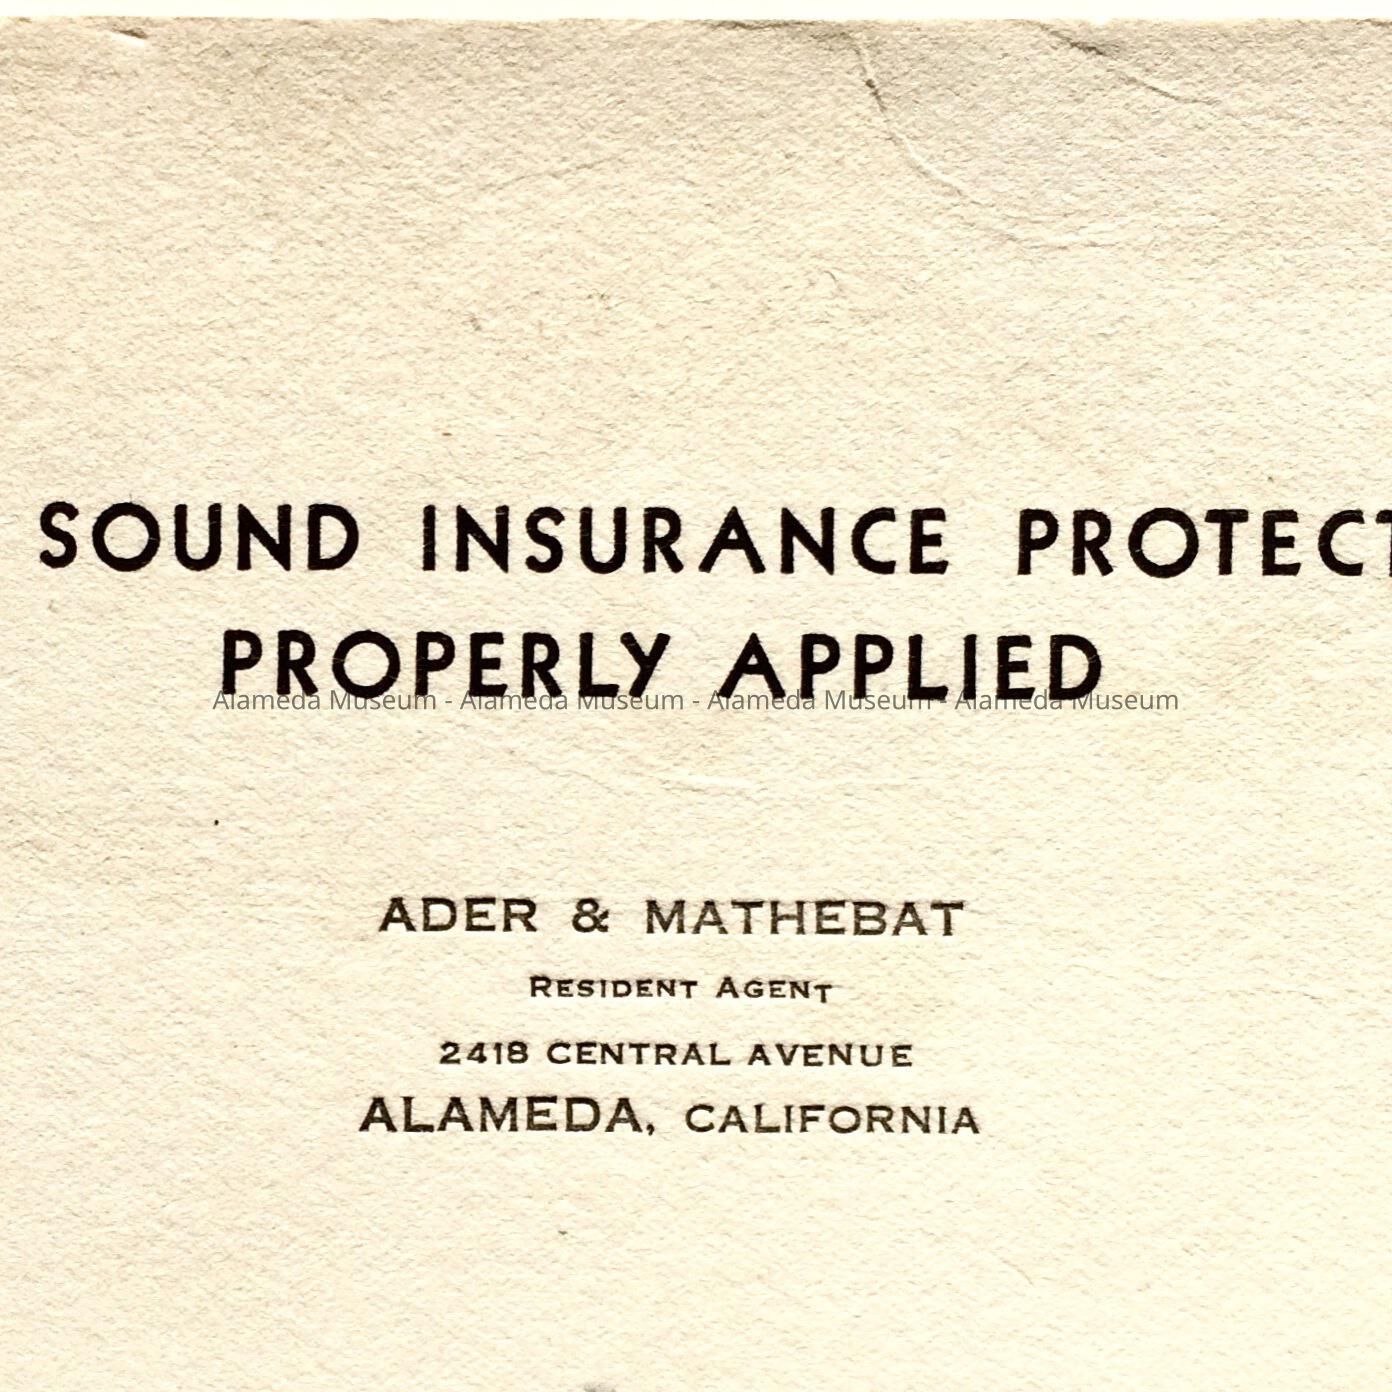 SOUND INSURANCE PROTECT
PROPERLY APPLIED
Alameda Museum - Alameda Museum - Alameda Museum - Alameda Museum
ADER & MATHEBAT
RESIDENT AGENT
2418 CENTRAL AVENUE
ALAMEDA, CALIFORNIA